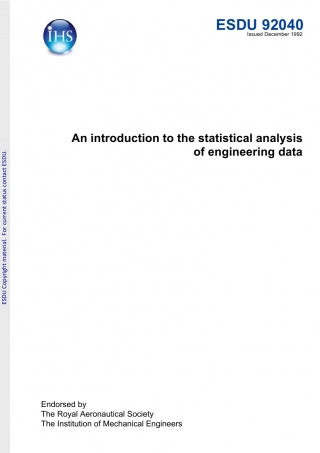 ESDU 92040
Issued December 1992
IHS
An introduction to the statistical analysis
of engineering data
ESDU Copyright material. For current status contact ESDU.
Endorsed by
The Royal Aeronautical Society
The Institution of Mechanical Engineers